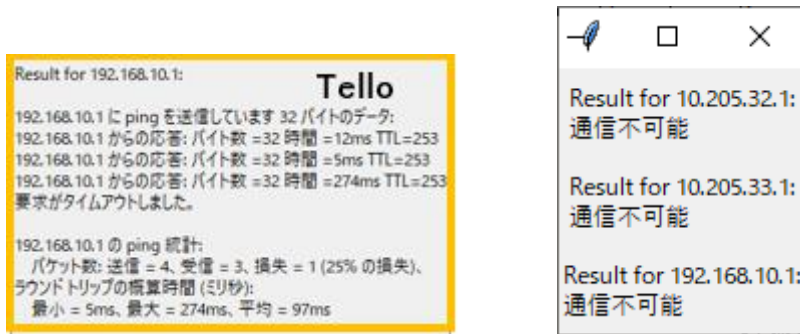 Result for 192.168.10.1:
Tello
192.168.10.1 に ping を送信しています 32 バイトのデータ:
192.168.10.1 からの応答: バイト数 =32 時間 =12ms TTL=253
192.168.10.1 からの応答: バイト数 =32 時間 =5ms TTL=253
192.168.10.1 からの応答: バイト数 =32 時間 =274ms TTL=253
要求がタイムアウトしました。
192.168.10.1 の ping 統計:
パケット数: 送信 = 4、受信 = 3、損失 = 1 (25% の損失)、
ラウンド トリップの概算時間 (ミリ秒):
最小 = 5ms、最大 = 274ms、平均 = 97ms
Result for 10.205.32.1:
通信不可能
Result for 10.205.33.1:
通信不可能
Result for 192.168.10.1:
通信不可能